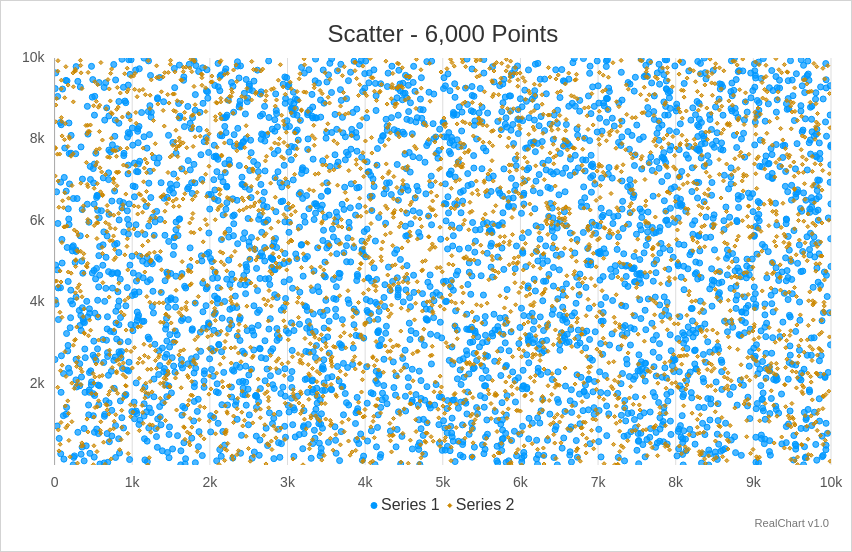 Scatter - 6,000 Points
10k
8k
6k
4k
2k
0 1k 2k 3k 4k 5k 6k 7k 8k 9k 10k
Series 1 Series 2
RealChart v1.0